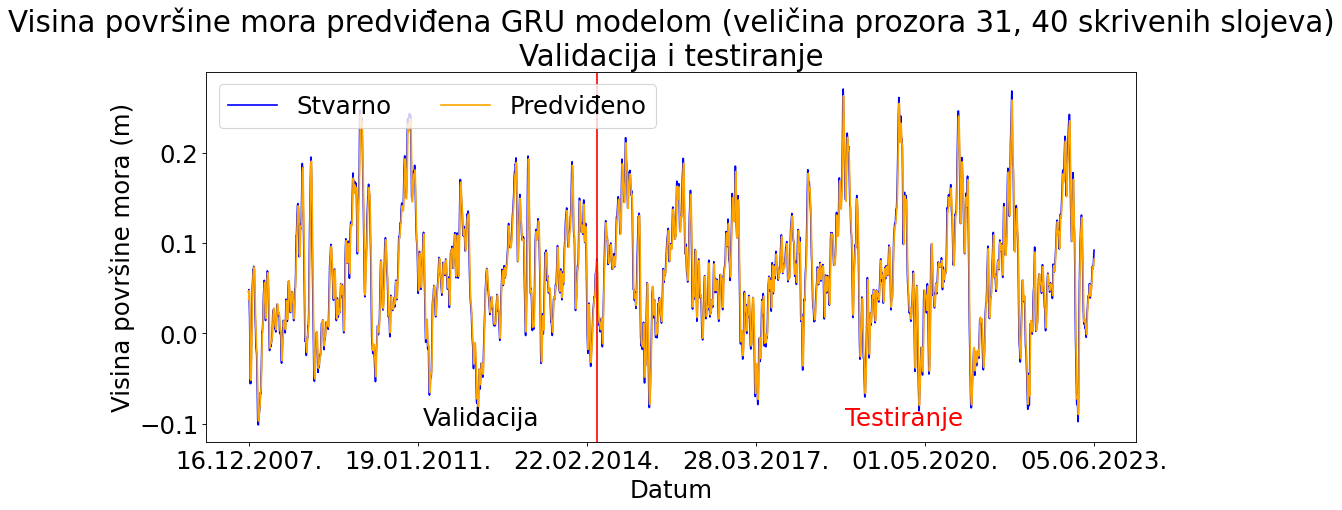 Visina površine mora predviđena GRU modelom (veličina prozora 31, 40 skrivenih slojeva)
Validacija i testiranje
Stvarno
Predviđeno
Visina površine mora (m)
0.2
0.1
0.0
−0.1
Validacija
Testiranje
16.12.2007.
19.01.2011.
22.02.2014.
28.03.2017.
01.05.2020.
05.06.2023.
Datum